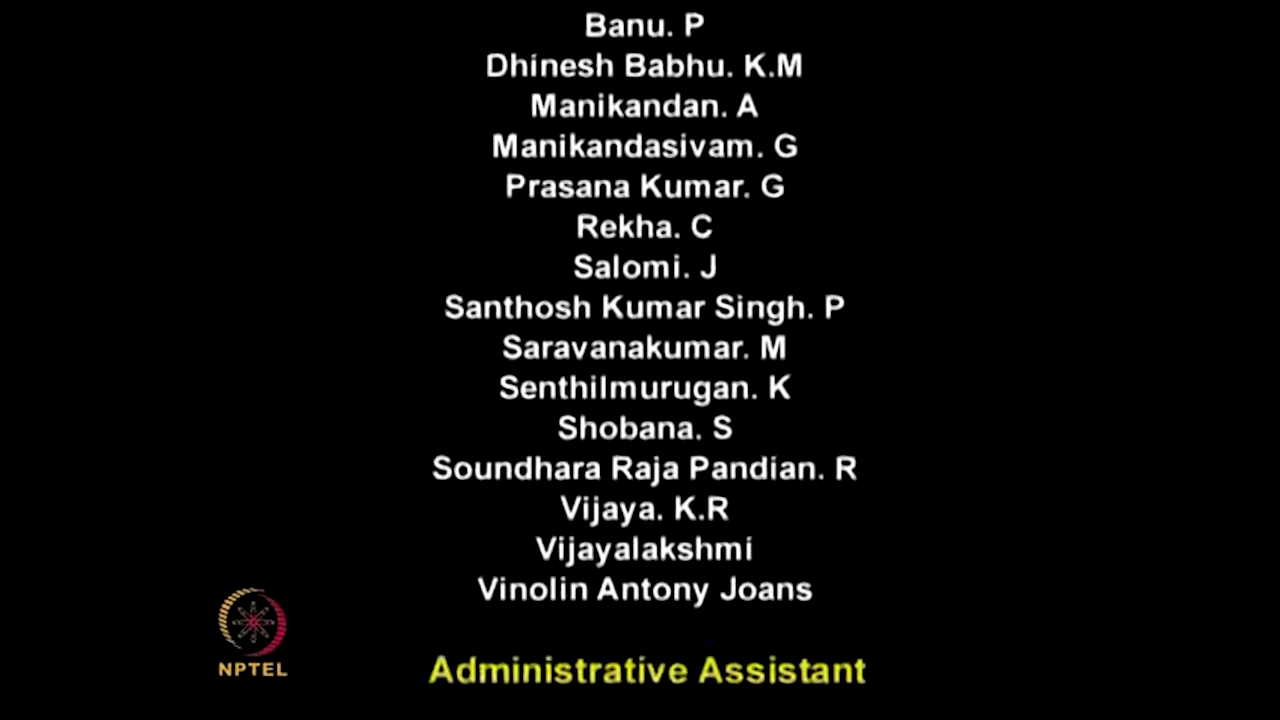 Banu. P
Dhinesh Babhu. K.M
Manikandan. A
Manikandasivam. G
Prasana Kumar. G
Rekha. C
Salomi. J
Santhosh Kumar Singh. P
Saravanakumar. M
Senthilmurugan. K
Shobana. S
Soundhara Raja Pandian. R
Vijaya. K.R
Vijayalakshmi
Vinolin Antony Joans
NPTEL
Administrative Assistant